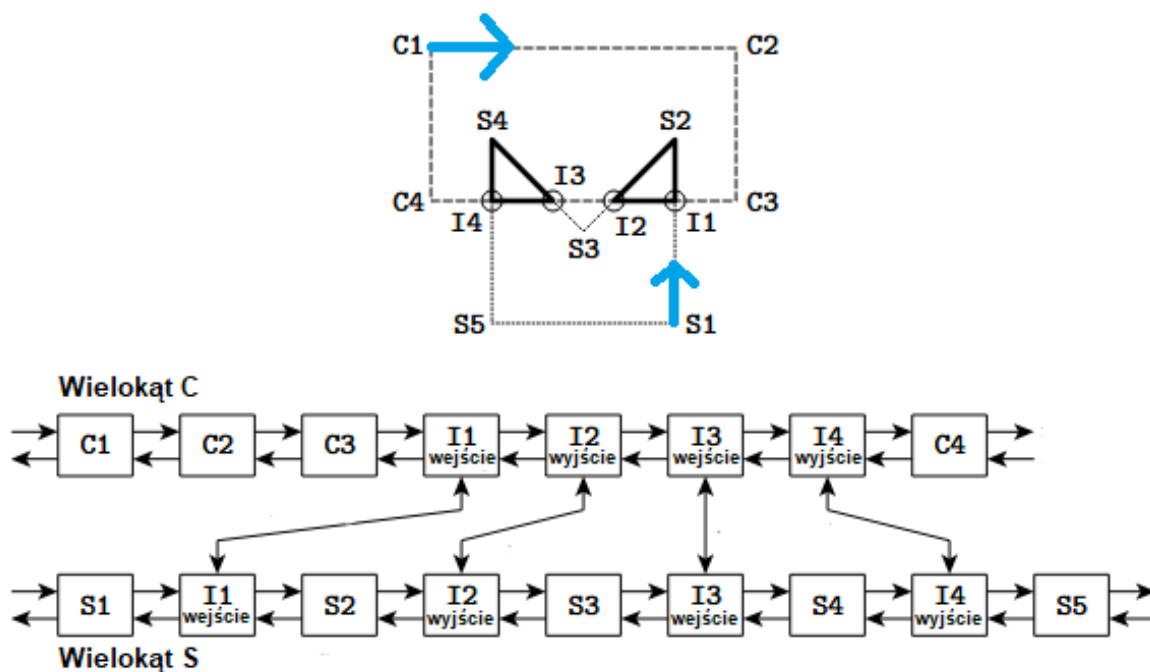 C1 C2
S4 S2
I3
C4 C3
I4 I2 I1
S3
S5 S1
Wielokąt C
C1 C2 C3 I1 I2 I3 I4 C4
wejście wyjście wejście wyjście
S1 I1 S2 I2 S3 I3 S4 I4 S5
wejście wyjście wejście wyjście
Wielokąt S